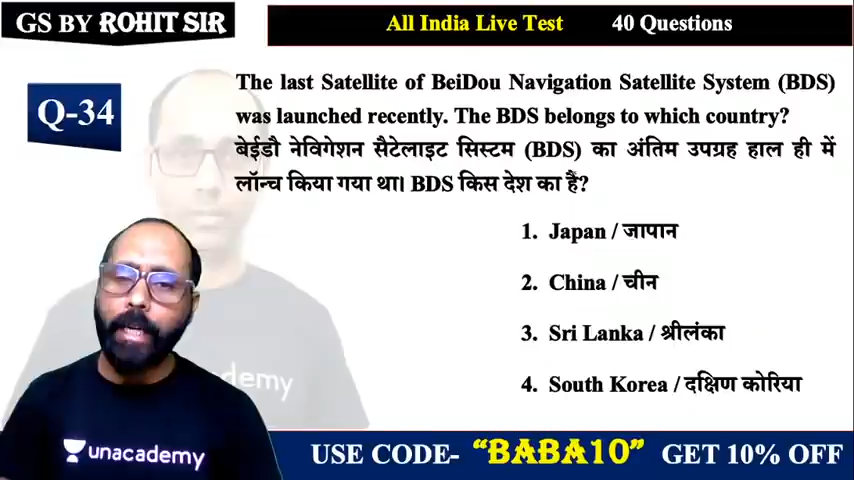 GS BY ROHIT SIR
All India Live Test 40 Questions
Q-34
The last Satellite of BeiDou Navigation Satellite System (BDS)
was launched recently. The BDS belongs to which country?
बेईडौ नेविगेशन सैटेलाइट सिस्टम (BDS) का अंतिम उपग्रह हाल ही में
लॉन्च किया गया था। BDS किस देश का हैं?
1. Japan / जापान
2. China / चीन
3. Sri Lanka / श्रीलंका
4. South Korea / दक्षिण कोरिया
unacademy
USE CODE- “BABA10” GET 10% OFF